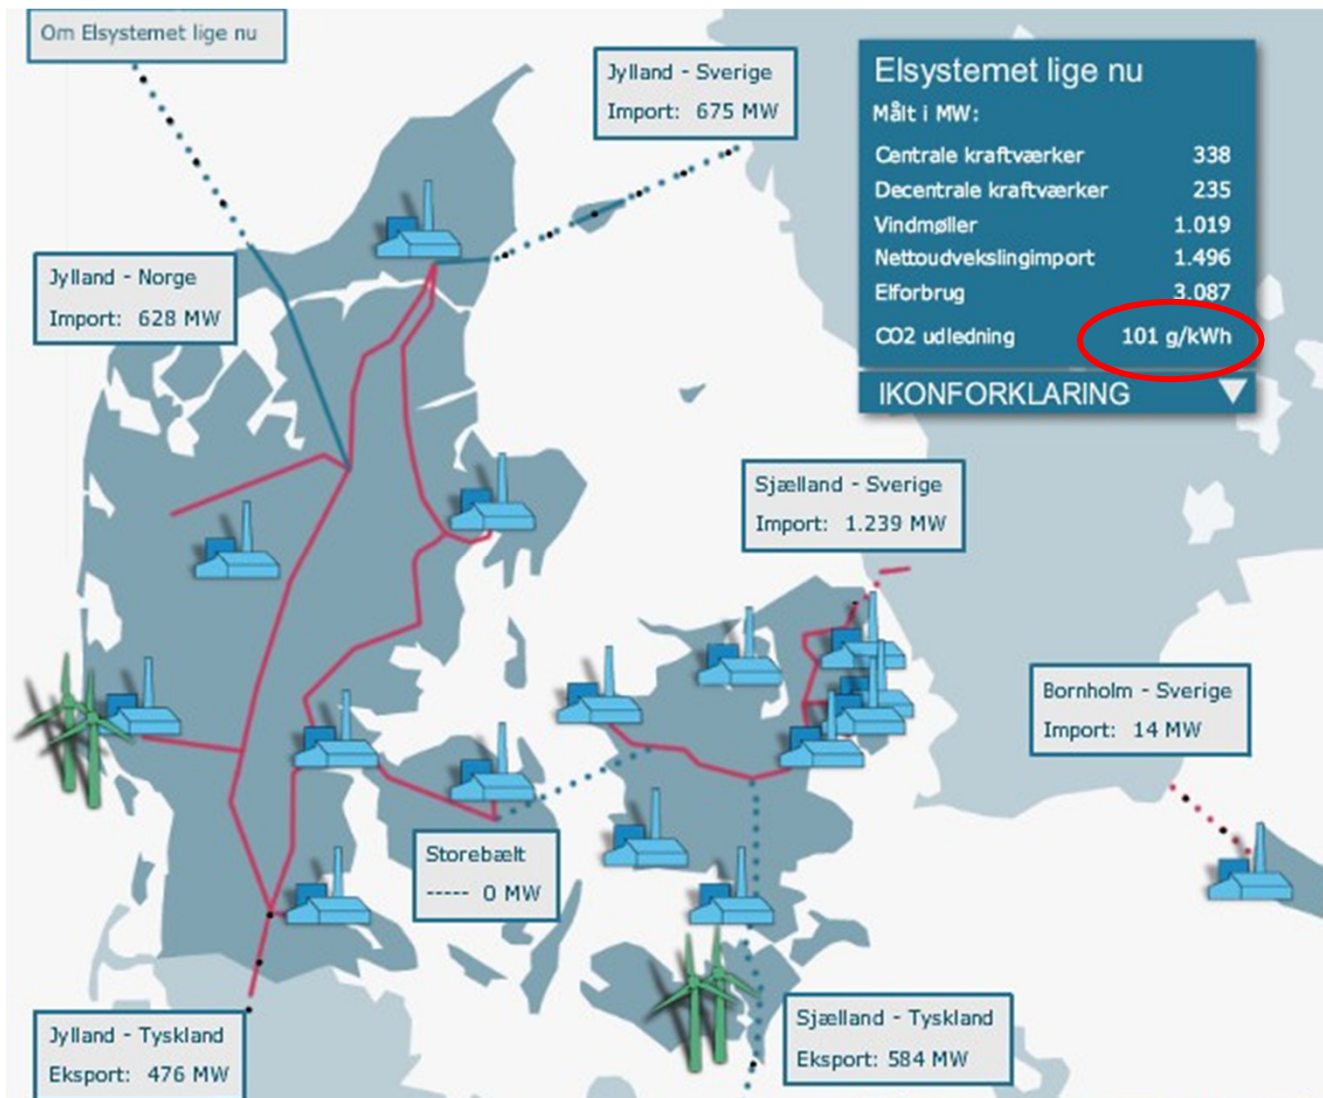 Om Elsystemet lige nu
Jylland - Sverige
Import: 675 MW
Elsystemet lige nu
Målt i MW:
Centrale kraftværker 338
Decentrale kraftværker 235
Vindmøller 1.019
Nettoudvekslingimport 1.496
Elforbrug 3.087
CO2 udledning 101 g/kWh
IKONFORKLARING
Jylland - Norge
Import: 628 MW
Sjælland - Sverige
Import: 1.239 MW
Bornholm - Sverige
Import: 14 MW
Storebælt
----- 0 MW
Sjælland - Tyskland
Eksport: 584 MW
Jylland - Tyskland
Eksport: 476 MW